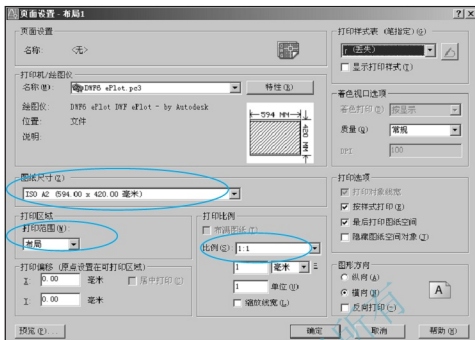 页面设置 - 布局1
页面设置
名称: <无>
打印机/绘图仪
名称(M): DWF6 ePlot.pc3
特性(R)
绘图仪: DWF6 ePlot DWF ePlot - by Autodesk
位置: 文件
说明:
594 MM
420 MM
图纸尺寸(Z)
ISO A2 (594.00 x 420.00 毫米)
打印区域
打印范围(W):
布局
打印比例
布满图纸(I)
比例(S): 1:1
1 毫米 =
1 单位(U)
缩放线宽(L)
打印偏移 (原点设置在可打印区域)
X: 0.00 毫米 居中打印(C)
Y: 0.00 毫米
预览(P)...
打印样式表 (笔指定)(G)
(丢失)
显示打印样式(T)
着色视口选项
着色打印(D) 按显示
质量(Q) 常规
DPI 100
打印选项
打印对象线宽
按样式打印(E)
最后打印图纸空间
隐藏图纸空间对象(J)
图形方向
纵向(A)
横向(N)
反向打印(-)
A
确定 取消 帮助(H)
所有